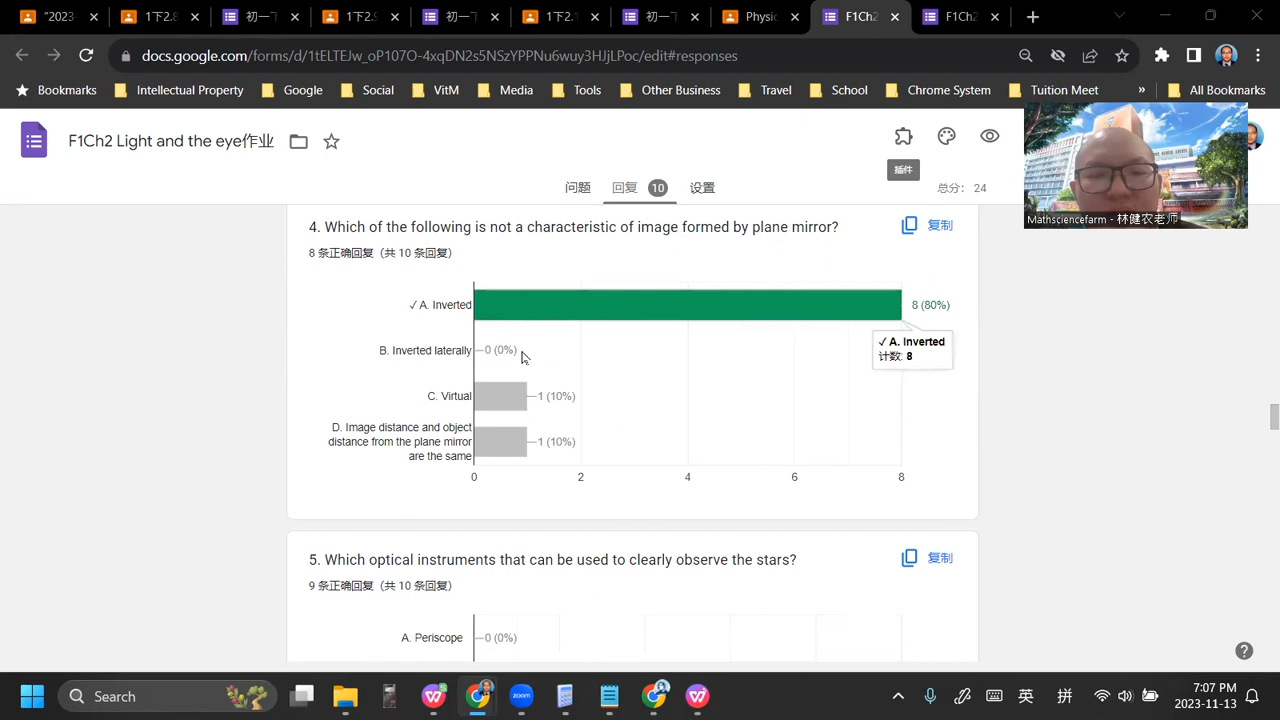 "2023-
1下2.8
初一下
1下2.9
初一下
1下2.1
初一下
Physic
F1Ch2
F1Ch2
docs.google.com/forms/d/1tELTEJw_oP107O-4xqDN2s5NSzYPPNu6wuy3HJjLPoc/edit#responses
Bookmarks
Intellectual Property
Google
Social
VitM
Media
Tools
Other Business
Travel
School
Chrome System
Tuition Meet
»
All Bookmarks
F1Ch2 Light and the eye作业
插件
问题
回复 10
设置
总分: 24
Mathsciencefarm - 林健农老师
4. Which of the following is not a characteristic of image formed by plane mirror?
复制
8 条正确回复（共 10 条回复）
✓ A. Inverted
8 (80%)
✓ A. Inverted
计数: 8
B. Inverted laterally
0 (0%)
C. Virtual
1 (10%)
D. Image distance and object
distance from the plane mirror
are the same
1 (10%)
0 2 4 6 8
5. Which optical instruments that can be used to clearly observe the stars?
复制
9 条正确回复（共 10 条回复）
A. Periscope
0 (0%)
Search
zoom
英
拼
7:07 PM
2023-11-13